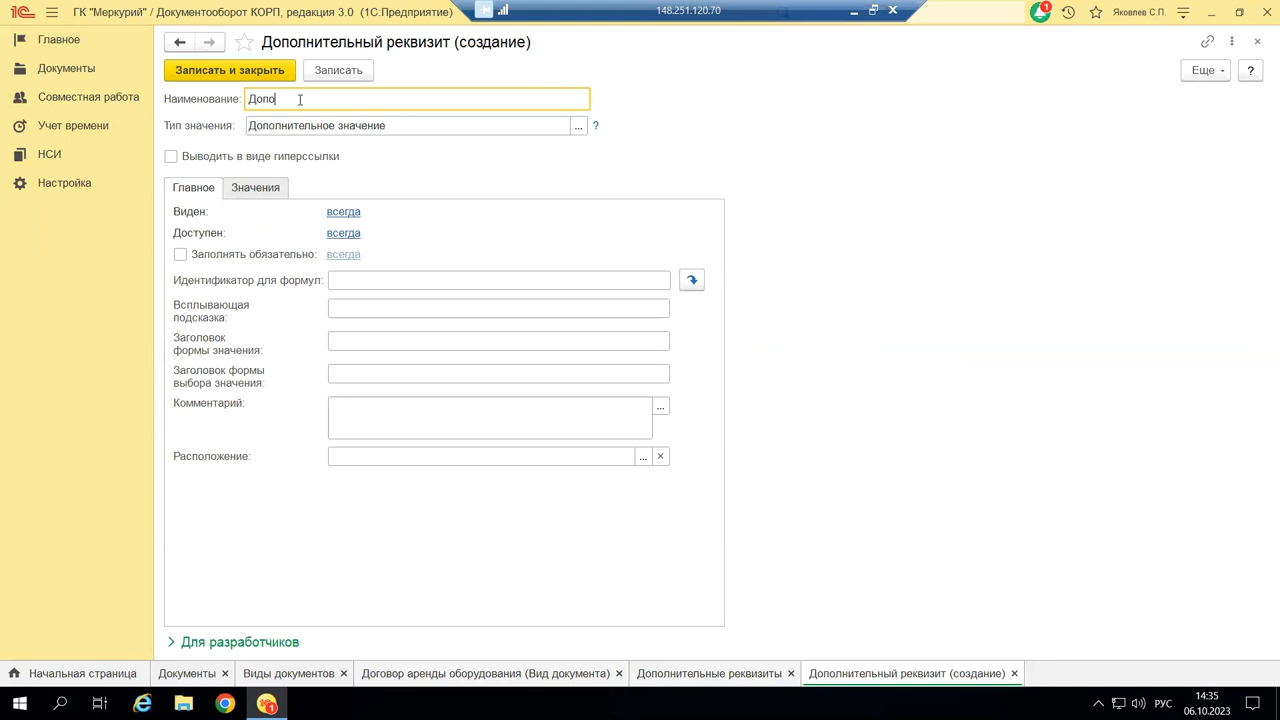 ГК "Меркурий" / Документооборот КОРП, редакция 3.0 (1С:Предприятие)
148.251.120.70
1
Яковлев С.П.
Главное
Документы
Совместная работа
Учет времени
НСИ
Настройка
Дополнительный реквизит (создание)
Записать и закрыть
Записать
Еще
?
Наименование: Допо
Тип значения: Дополнительное значение ... ?
Выводить в виде гиперссылки
Главное
Значения
Виден: всегда
Доступен: всегда
Заполнять обязательно: всегда
Идентификатор для формул:
Всплывающая
подсказка:
Заголовок
формы значения:
Заголовок формы
выбора значения:
Комментарий: ...
Расположение: ... ×
Для разработчиков
Начальная страница
Документы ×
Виды документов ×
Договор аренды оборудования (Вид документа) ×
Дополнительные реквизиты ×
Дополнительный реквизит (создание) ×
1
РУС
14:35
06.10.2023